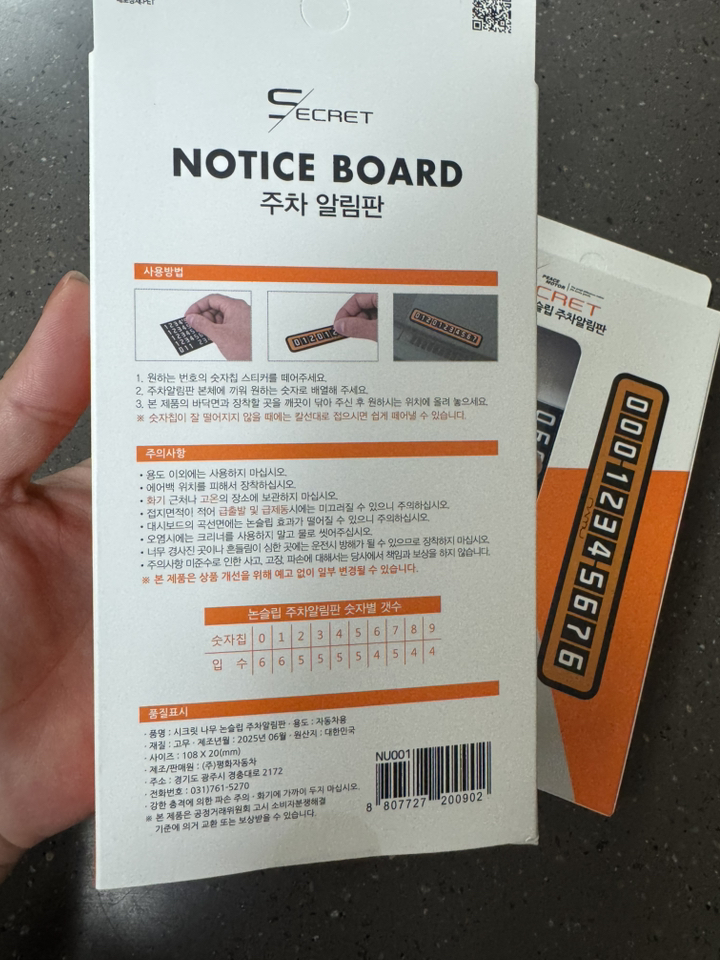 SECRET
NOTICE BOARD
주차 알림판
사용방법
1. 원하는 번호의 숫자칩 스티커를 떼어주세요.
2. 주차알림판 본체에 끼워 원하는 숫자로 배열해 주세요.
3. 본 제품의 바닥면과 장착할 곳을 깨끗이 닦아 주신 후 원하시는 위치에 올려 놓으세요.
※ 숫자칩이 잘 떨어지지 않을 때에는 칼선대로 접으시면 쉽게 떼어낼 수 있습니다.
주의사항
• 용도 이외에는 사용하지 마십시오.
• 에어백 위치를 피해서 장착하십시오.
• 화기 근처나 고온의 장소에 보관하지 마십시오.
• 접지면적이 적어 급출발 및 급제동시에는 미끄러질 수 있으니 주의하십시오.
• 대시보드의 곡선면에는 논슬립 효과가 떨어질 수 있으니 주의하십시오.
• 오염시에는 크리너를 사용하지 말고 물로 씻어주십시오.
• 너무 경사진 곳이나 흔들림이 심한 곳에는 운전시 방해가 될 수 있으므로 장착하지 마십시오.
• 주의사항 미준수로 인한 사고, 고장, 파손에 대해서는 당사에서 책임과 보상을 하지 않습니다.
※ 본 제품은 상품 개선을 위해 예고 없이 일부 변경될 수 있습니다.
논슬립 주차알림판 숫자별 갯수
숫자칩 0 1 2 3 4 5 6 7 8 9
입 수 6 6 5 5 5 5 4 5 4 4
품질표시
· 품명 : 시크릿 나무 논슬립 주차알림판 · 용도 : 자동차용
· 재질 : 고무 · 제조년월 : 2025년 06월 · 원산지 : 대한민국
· 사이즈 : 108 X 20(mm)
· 제조/판매원 : (주)평화자동차
· 주소 : 경기도 광주시 경충대로 2172
· 전화번호 : 031)761-5270
· 강한 충격에 의한 파손 주의 · 화기에 가까이 두지 마십시오.
※ 본 제품은 공정거래위원회 고시 소비자분쟁해결
기준에 의거 교환 또는 보상받을 수 있습니다.
NU001
8 807727 200902
PEACE MOTOR
CRET
슬립 주차알림판
00012345676